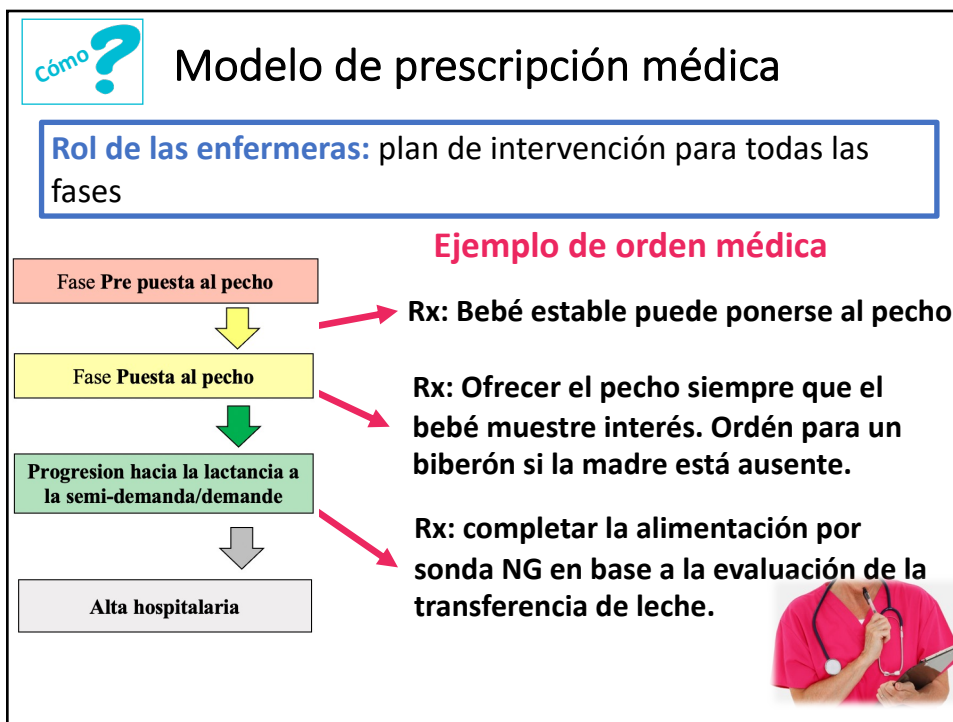 Cómo ?
Modelo de prescripción médica
Rol de las enfermeras: plan de intervención para todas las
fases
Ejemplo de orden médica
Fase Pre puesta al pecho
Rx: Bebé estable puede ponerse al pecho
Fase Puesta al pecho
Rx: Ofrecer el pecho siempre que el
bebé muestre interés. Ordén para un
biberón si la madre está ausente.
Progresion hacia la lactancia a
la semi-demanda/demande
Rx: completar la alimentación por
sonda NG en base a la evaluación de la
transferencia de leche.
Alta hospitalaria